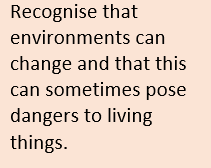 Recognise that
environments can
change and that this
can sometimes pose
dangers to living
things.